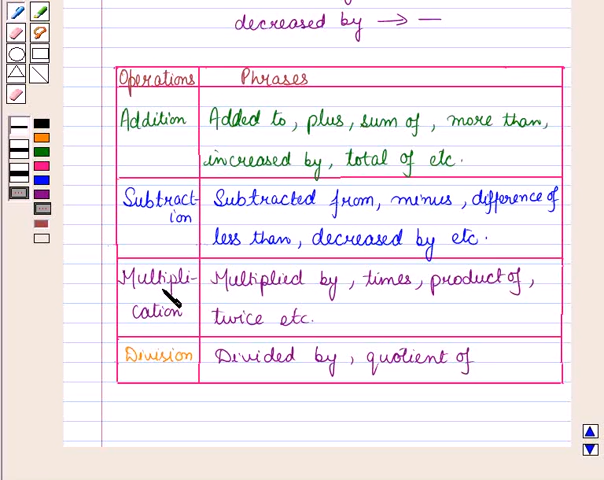 decreased by → —
Operations Phrases
Addition Added to, plus, sum of, more than,
increased by, total of etc.
Subtract- Subtracted from, minus, difference of
ion less than, decreased by etc.
Multipli- Multiplied by, times, product of,
cation twice etc.
Division Divided by, quotient of